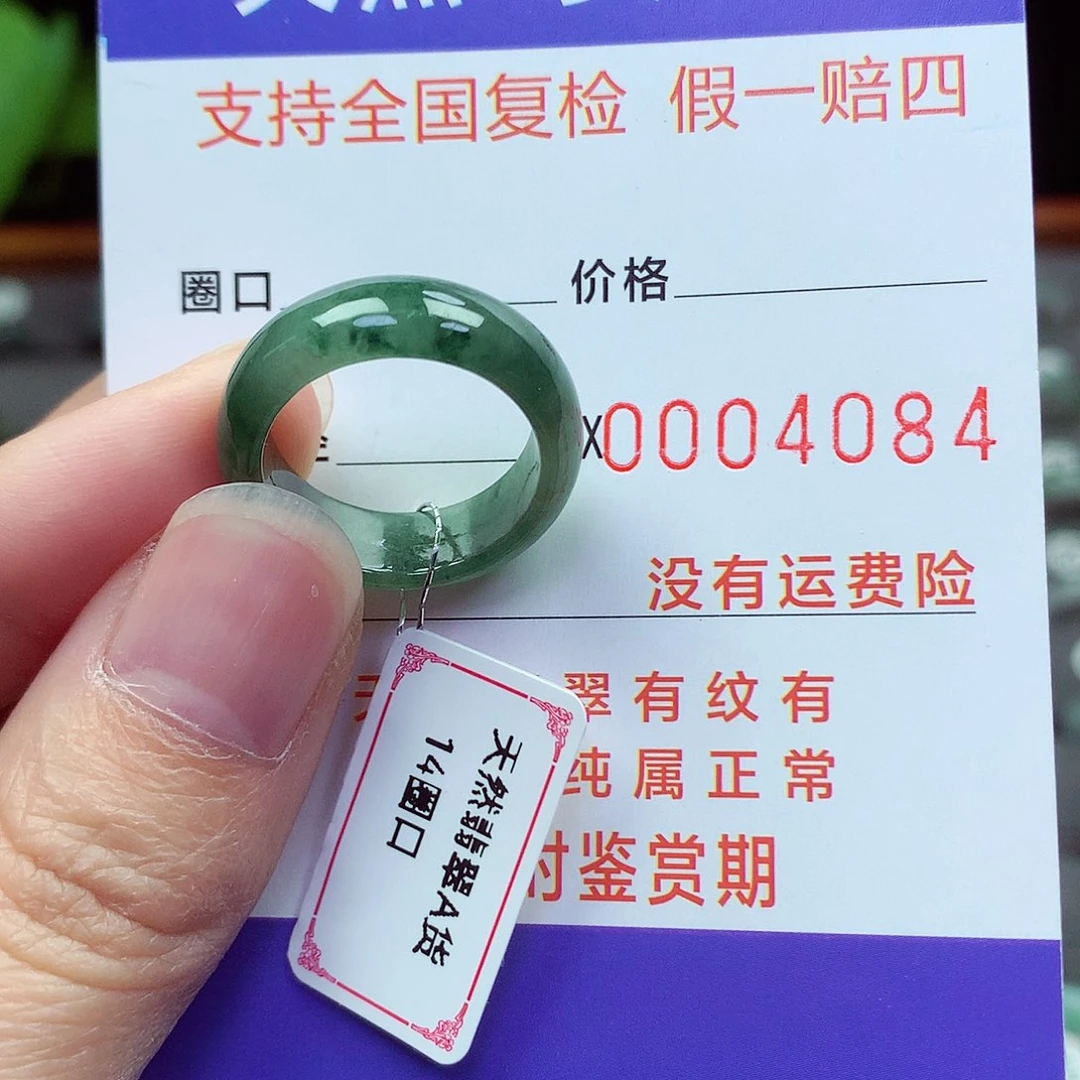 支持全国复检 假一赔四
圈口 价格
X0004084
没有运费险
翠有纹有
纯属正常
时鉴赏期
天然翡翠A货
14圈口